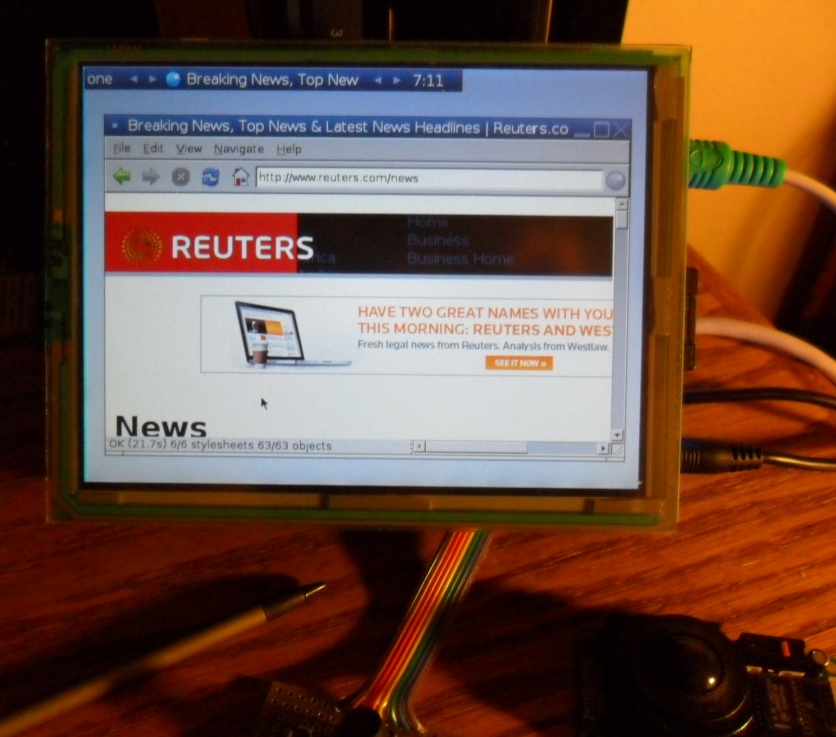 one Breaking News, Top New 7:11
Breaking News, Top News & Latest News Headlines | Reuters.co
File Edit View Navigate Help
http://www.reuters.com/news
REUTERS
rica
Home
Business
Business Home
HAVE TWO GREAT NAMES WITH YOU
THIS MORNING: REUTERS AND WES
Fresh legal news from Reuters. Analysis from Westlaw.
SEE IT NOW »
News
OK (21.7s) 6/6 stylesheets 63/63 objects